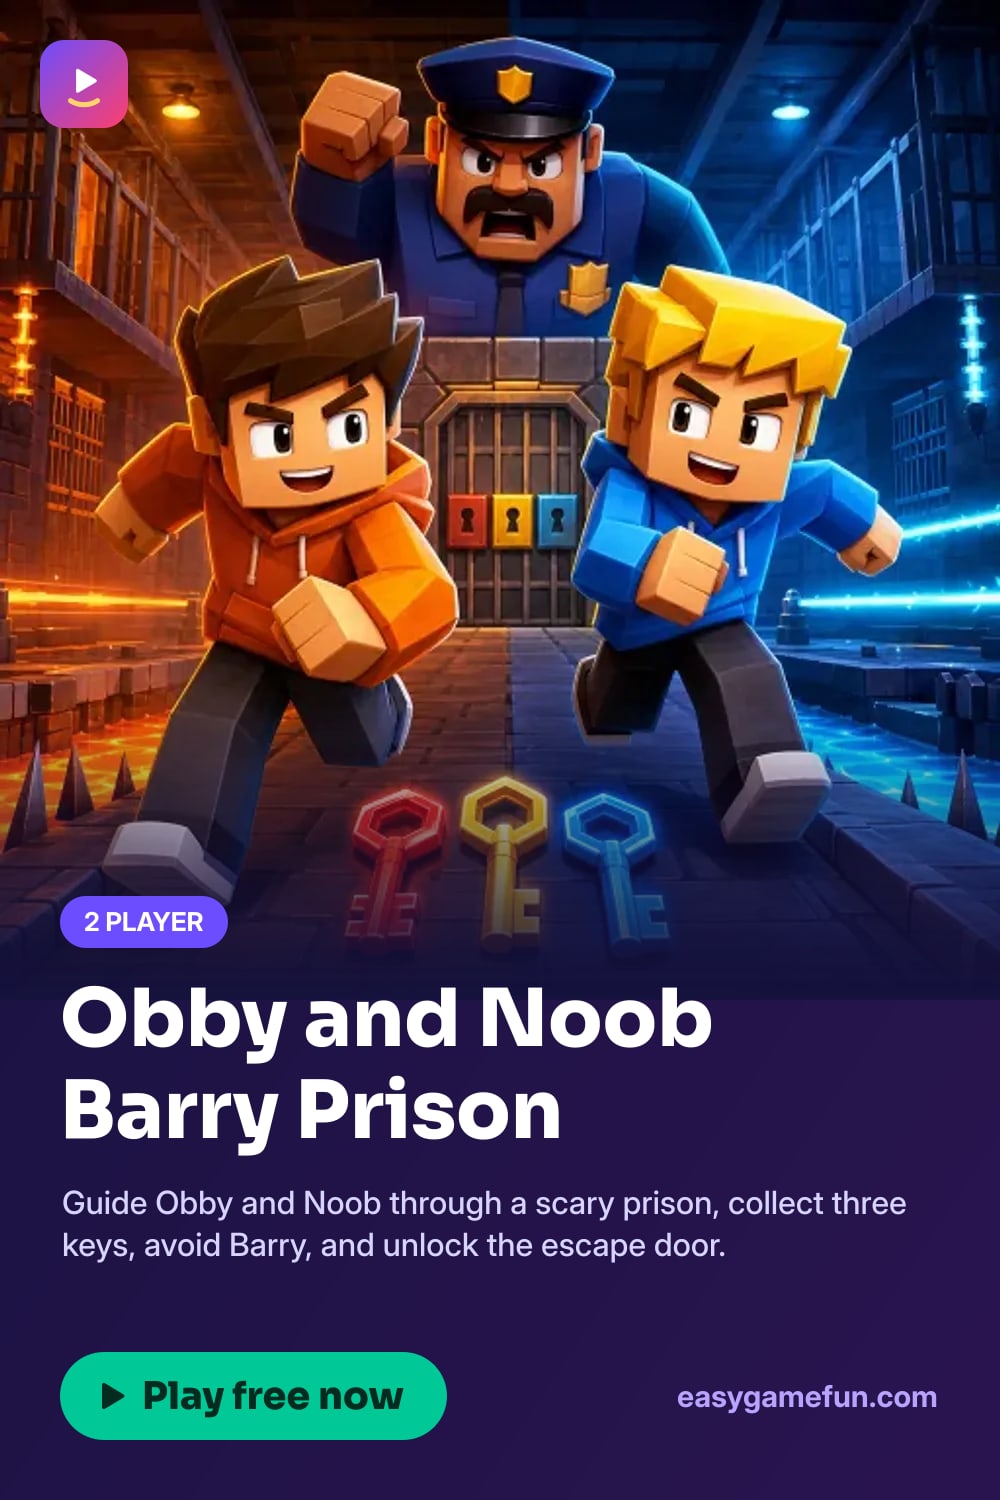 2 PLAYER
Obby and Noob
Barry Prison
Guide Obby and Noob through a scary prison, collect three
keys, avoid Barry, and unlock the escape door.
Play free now
easygamefun.com